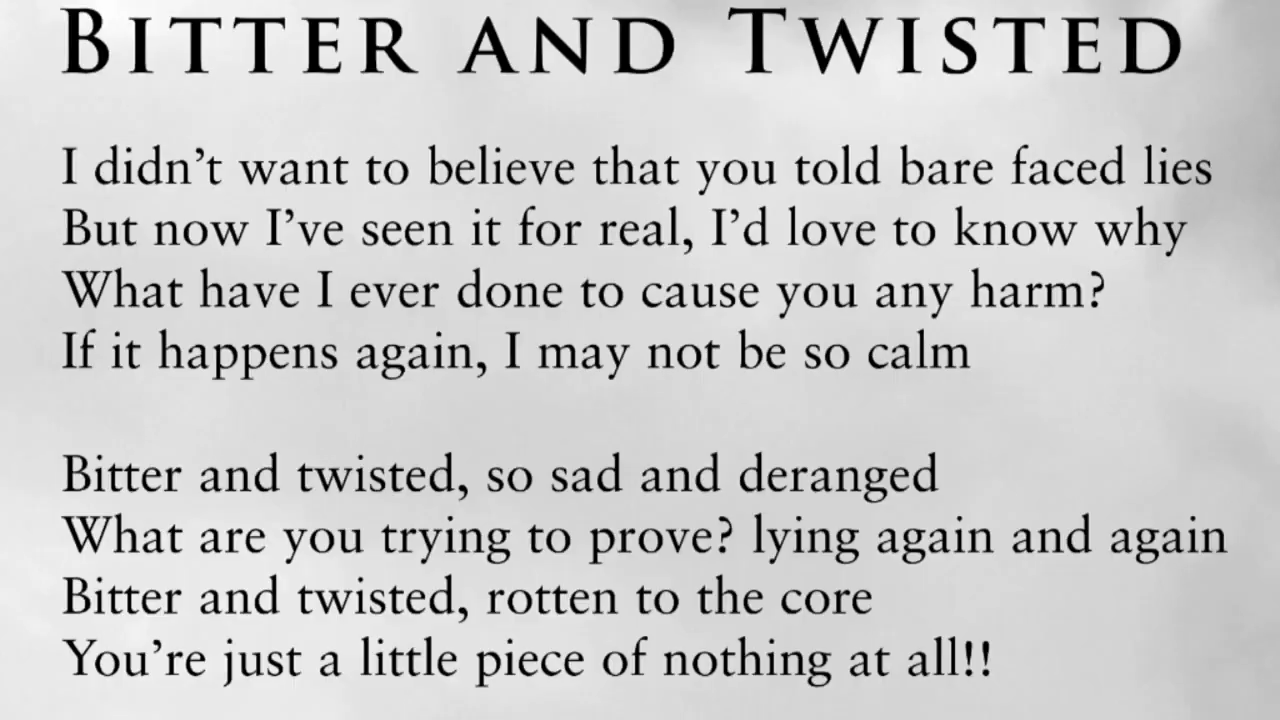 BITTER AND TWISTED
I didn’t want to believe that you told bare faced lies
But now I’ve seen it for real, I’d love to know why
What have I ever done to cause you any harm?
If it happens again, I may not be so calm
Bitter and twisted, so sad and deranged
What are you trying to prove? lying again and again
Bitter and twisted, rotten to the core
You’re just a little piece of nothing at all!!